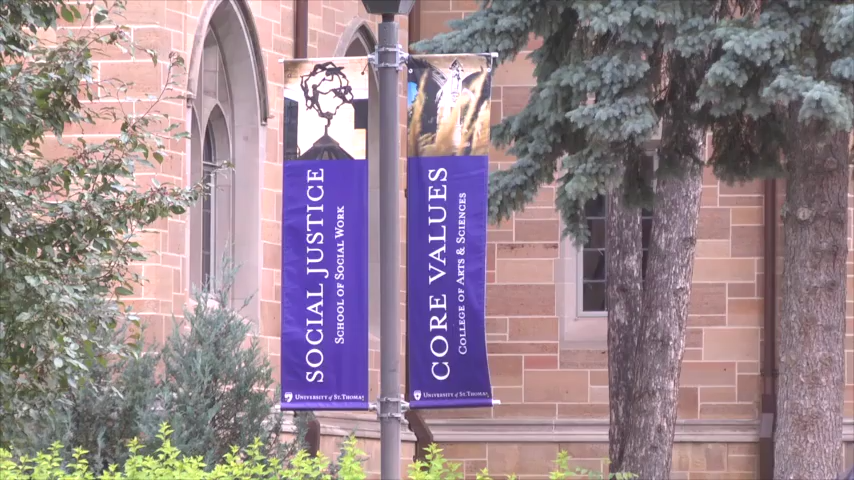 SOCIAL JUSTICE
SCHOOL OF SOCIAL WORK
UNIVERSITY of ST. THOMAS
CORE VALUES
COLLEGE OF ARTS & SCIENCES
UNIVERSITY of ST. THOMAS